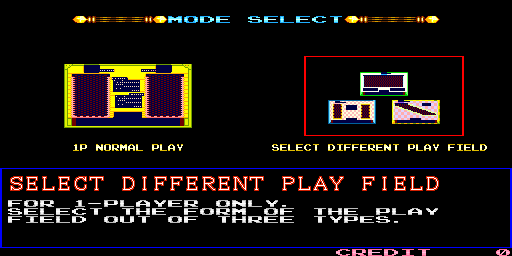 MODE SELECT
1P NORMAL PLAY
SELECT DIFFERENT PLAY FIELD
SELECT DIFFERENT PLAY FIELD
FOR 1-PLAYER ONLY.
SELECT THE FORM OF THE PLAY
FIELD OUT OF THREE TYPES.
CREDIT 0